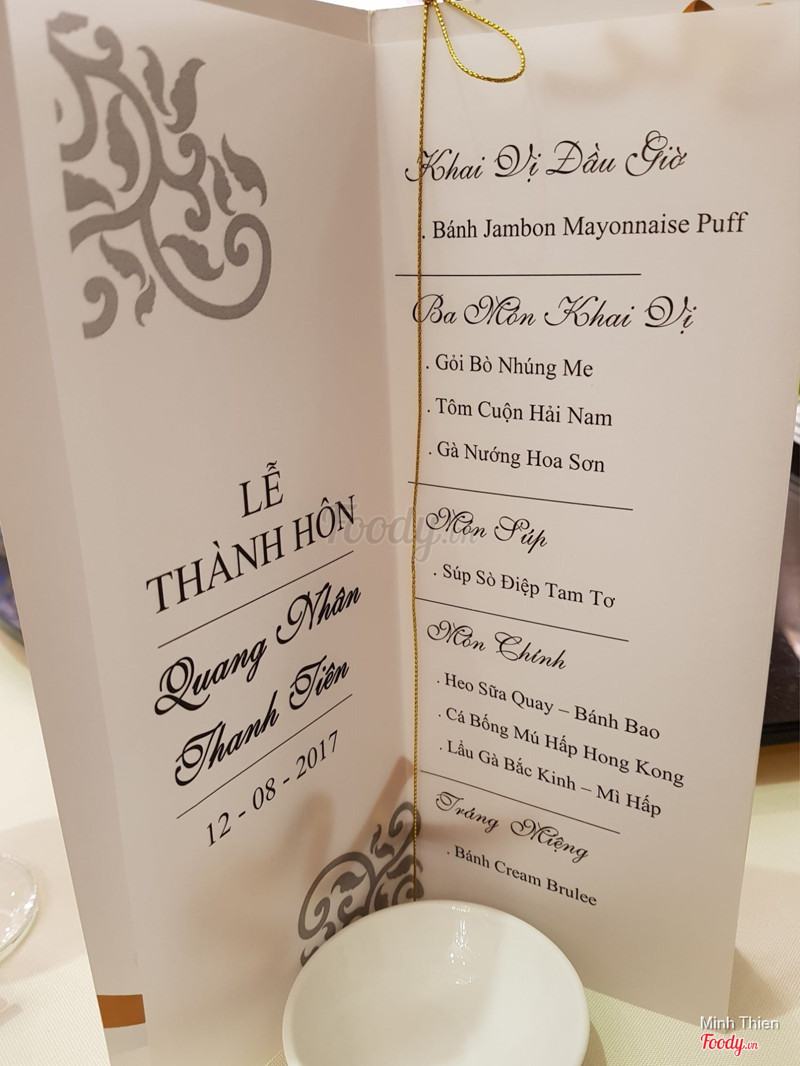 LỄ
THÀNH HÔN
Quang Nhân
Thanh Tiên
12 - 08 - 2017
Khai Vị Đầu Giờ
. Bánh Jambon Mayonnaise Puff
Ba Món Khai Vị
. Gỏi Bò Nhúng Me
. Tôm Cuộn Hải Nam
. Gà Nướng Hoa Sơn
Món Súp
. Súp Sò Điệp Tam Tơ
Món Chính
. Heo Sữa Quay – Bánh Bao
. Cá Bống Mú Hấp Hong Kong
. Lẩu Gà Bắc Kinh – Mì Hấp
Tráng Miệng
. Bánh Cream Brulee
Foody.vn
Minh Thien
Foody.vn